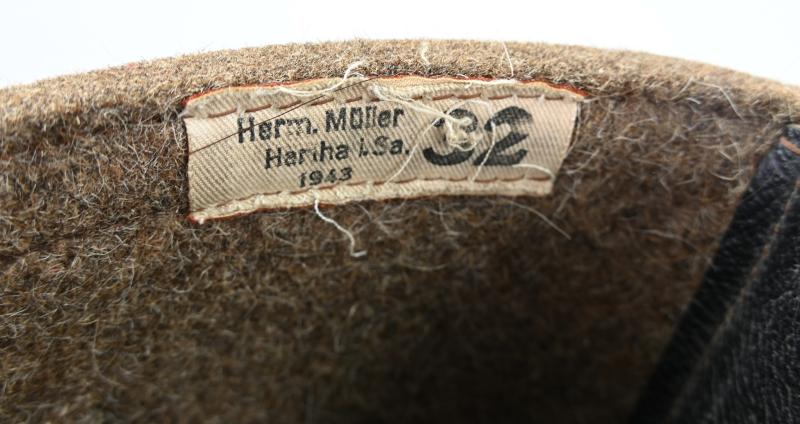 Herm. Müller
Hartha i.Sa.
1943
32